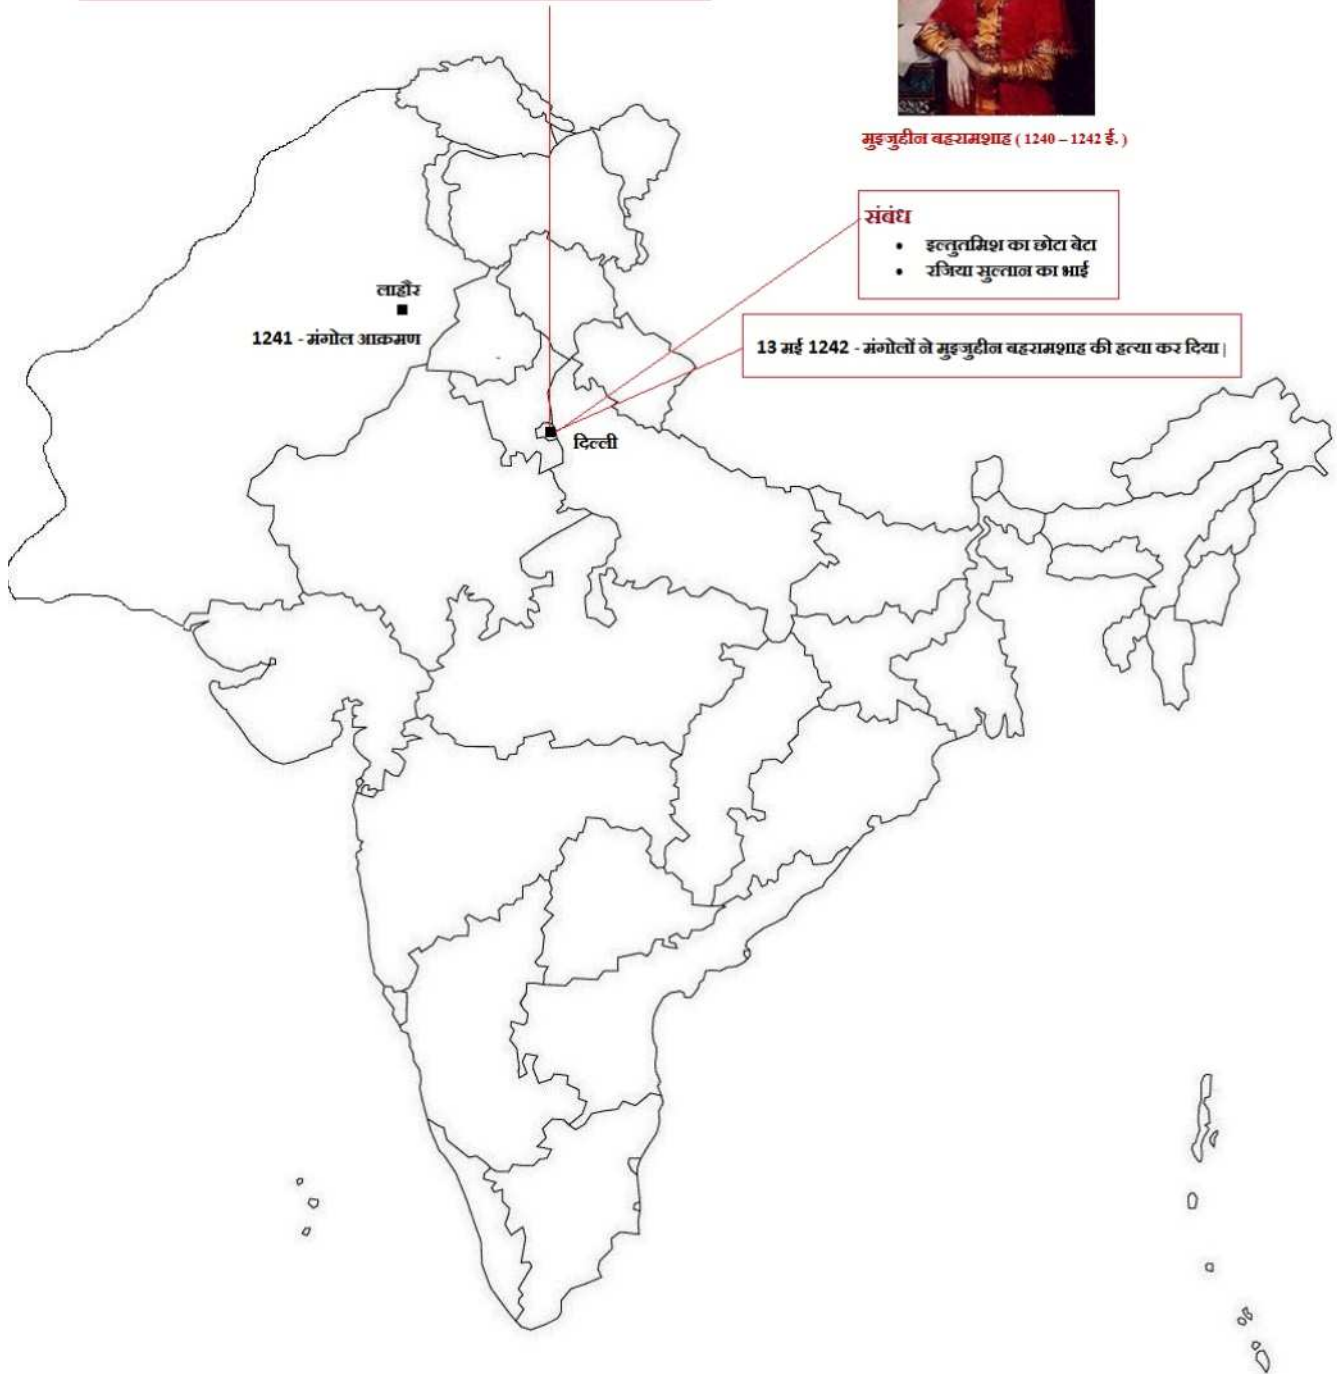 मुइजुद्दीन बहरामशाह ( 1240 – 1242 ई. )
संबंध
• इल्तुतमिश का छोटा बेटा
• रजिया सुल्तान का भाई
लाहौर
1241 - मंगोल आक्रमण
13 मई 1242 - मंगोलों ने मुइजुद्दीन बहरामशाह की हत्या कर दिया |
दिल्ली